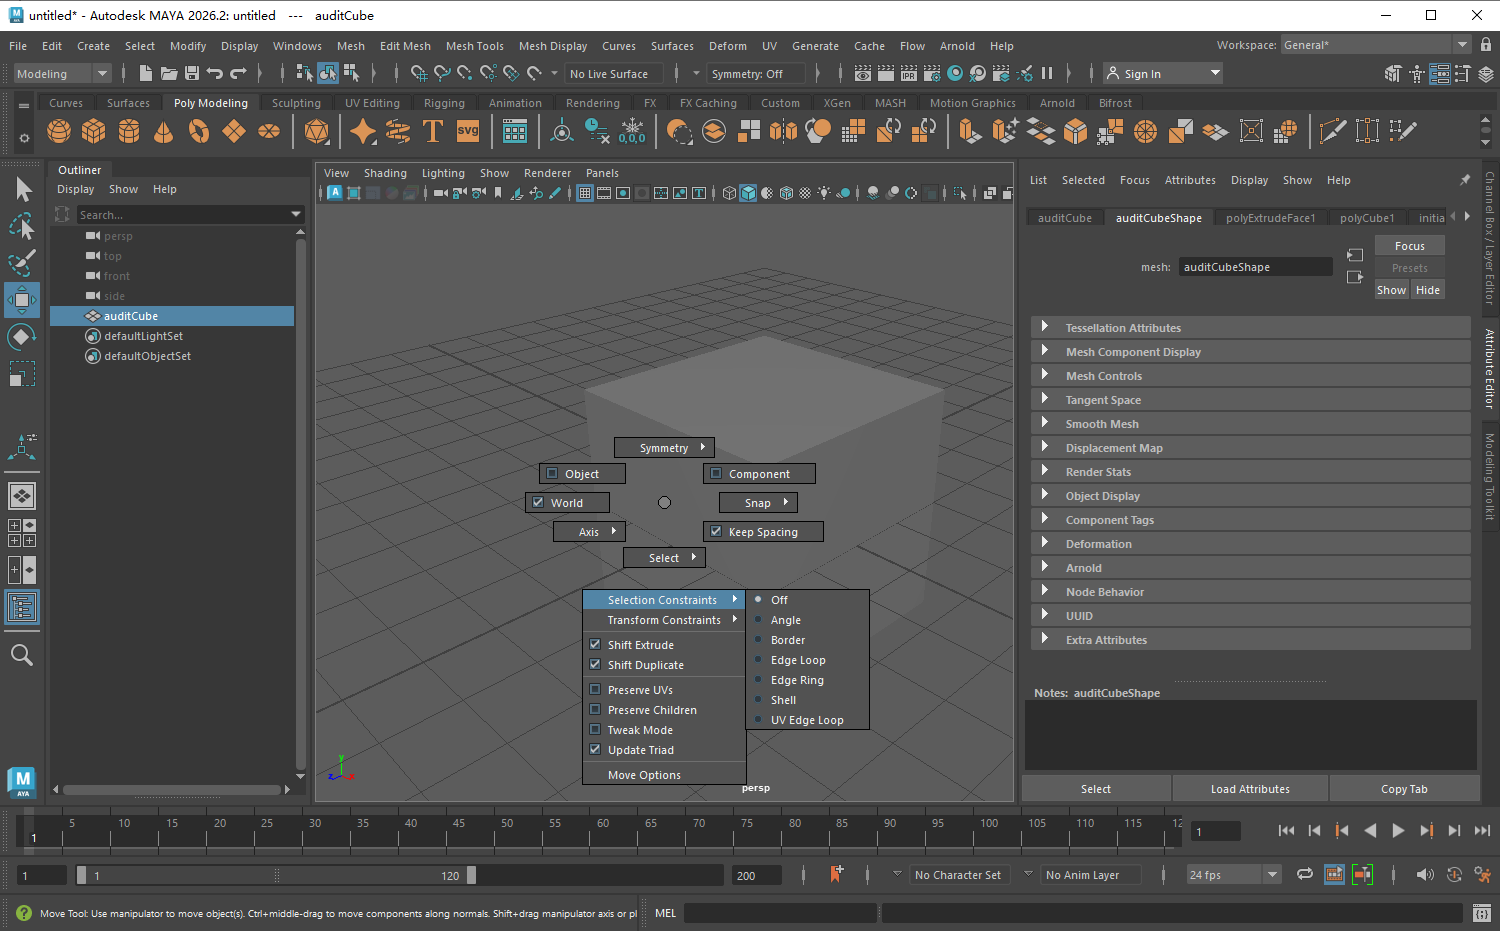 untitled* - Autodesk MAYA 2026.2: untitled --- auditCube
File Edit Create Select Modify Display Windows Mesh Edit Mesh Mesh Tools Mesh Display Curves Surfaces Deform UV Generate Cache Flow Arnold Help Workspace: General*
Modeling No Live Surface Symmetry: Off IPR Sign In
Curves Surfaces Poly Modeling Sculpting UV Editing Rigging Animation Rendering FX FX Caching Custom XGen MASH Motion Graphics Arnold Bifrost
T SVG 0,0,0
Outliner
Display Show Help
Search...
persp
top
front
side
auditCube
defaultLightSet
defaultObjectSet
View Shading Lighting Show Renderer Panels
Symmetry
Object Component
World Snap
Axis Keep Spacing
Select
Selection Constraints
Transform Constraints
Shift Extrude
Shift Duplicate
Preserve UVs
Preserve Children
Tweak Mode
Update Triad
Move Options
Off
Angle
Border
Edge Loop
Edge Ring
Shell
UV Edge Loop
y
z x
persp
List Selected Focus Attributes Display Show Help
auditCube auditCubeShape polyExtrudeFace1 polyCube1 initia
mesh: auditCubeShape
Focus
Presets
Show Hide
Tessellation Attributes
Mesh Component Display
Mesh Controls
Tangent Space
Smooth Mesh
Displacement Map
Render Stats
Object Display
Component Tags
Deformation
Arnold
Node Behavior
UUID
Extra Attributes
Notes: auditCubeShape
Select Load Attributes Copy Tab
Channel Box / Layer Editor
Attribute Editor
Modeling Toolkit
M
AYA
1 5 10 15 20 25 30 35 40 45 50 55 60 65 70 75 80 85 90 95 100 105 110 115 12 1
1 1 120 200 No Character Set No Anim Layer 24 fps
Move Tool: Use manipulator to move object(s). Ctrl+middle-drag to move components along normals. Shift+drag manipulator axis or pl MEL